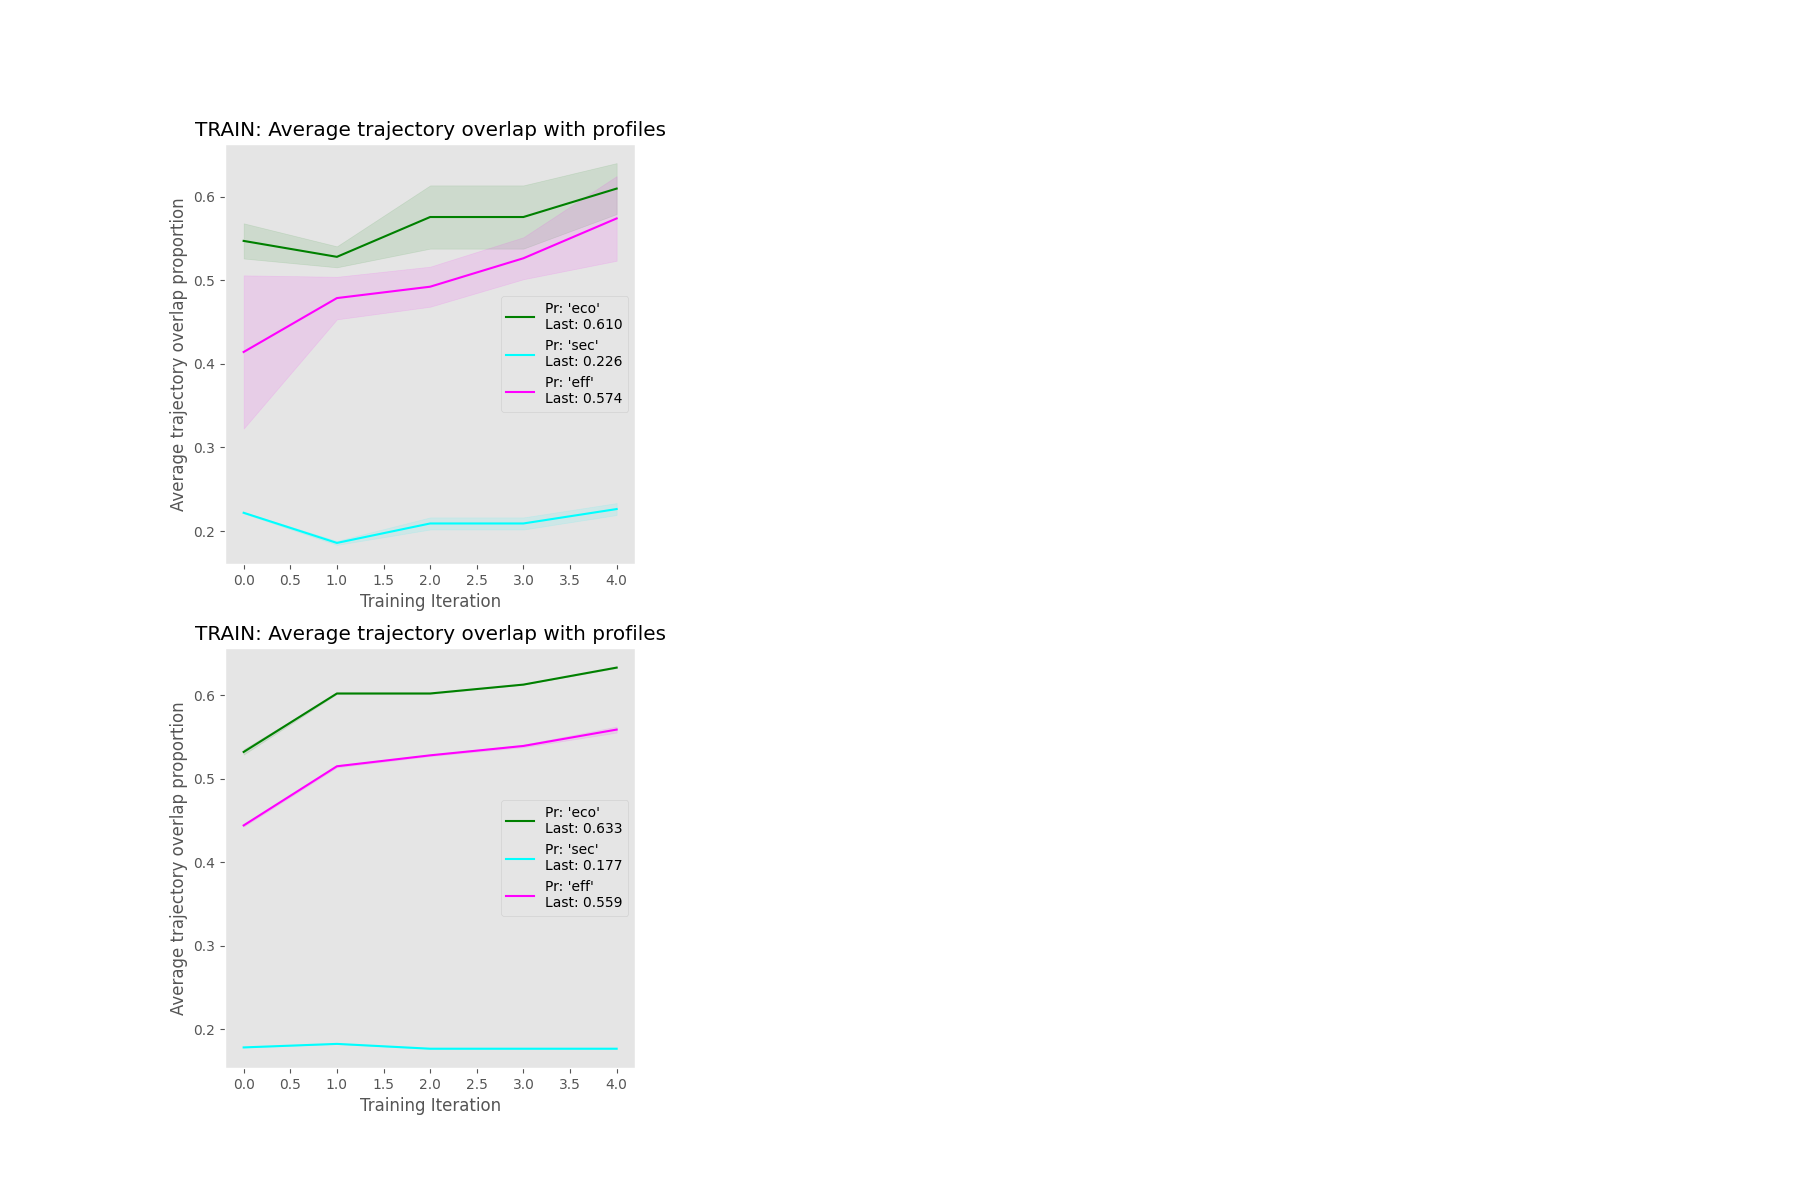 TRAIN: Average trajectory overlap with profiles
Average trajectory overlap proportion
0.6
0.5
0.4
0.3
0.2
Pr: 'eco'
Last: 0.610
Pr: 'sec'
Last: 0.226
Pr: 'eff'
Last: 0.574
0.0 0.5 1.0 1.5 2.0 2.5 3.0 3.5 4.0
Training Iteration
TRAIN: Average trajectory overlap with profiles
Average trajectory overlap proportion
0.6
0.5
0.4
0.3
0.2
Pr: 'eco'
Last: 0.633
Pr: 'sec'
Last: 0.177
Pr: 'eff'
Last: 0.559
0.0 0.5 1.0 1.5 2.0 2.5 3.0 3.5 4.0
Training Iteration